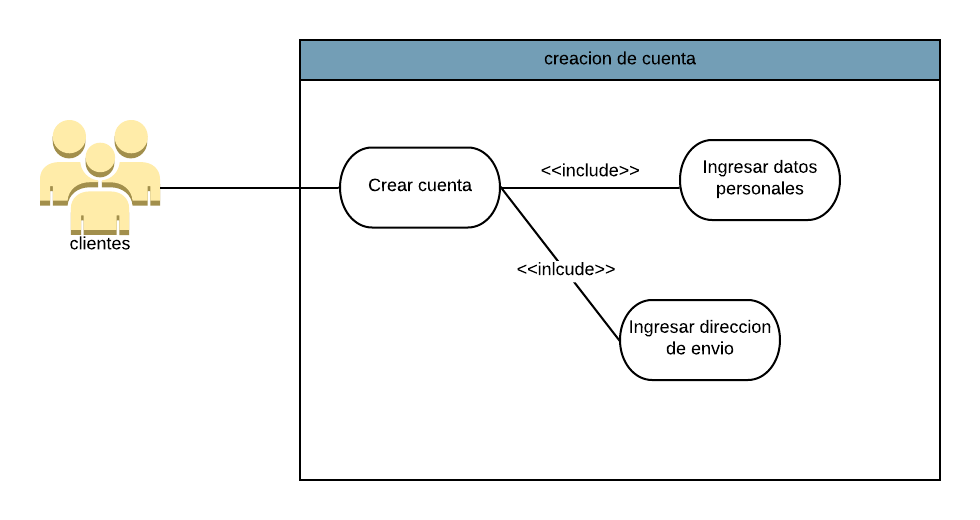 creacion de cuenta
Crear cuenta
<<include>>
Ingresar datos
personales
clientes
<<inlcude>>
Ingresar direccion
de envio